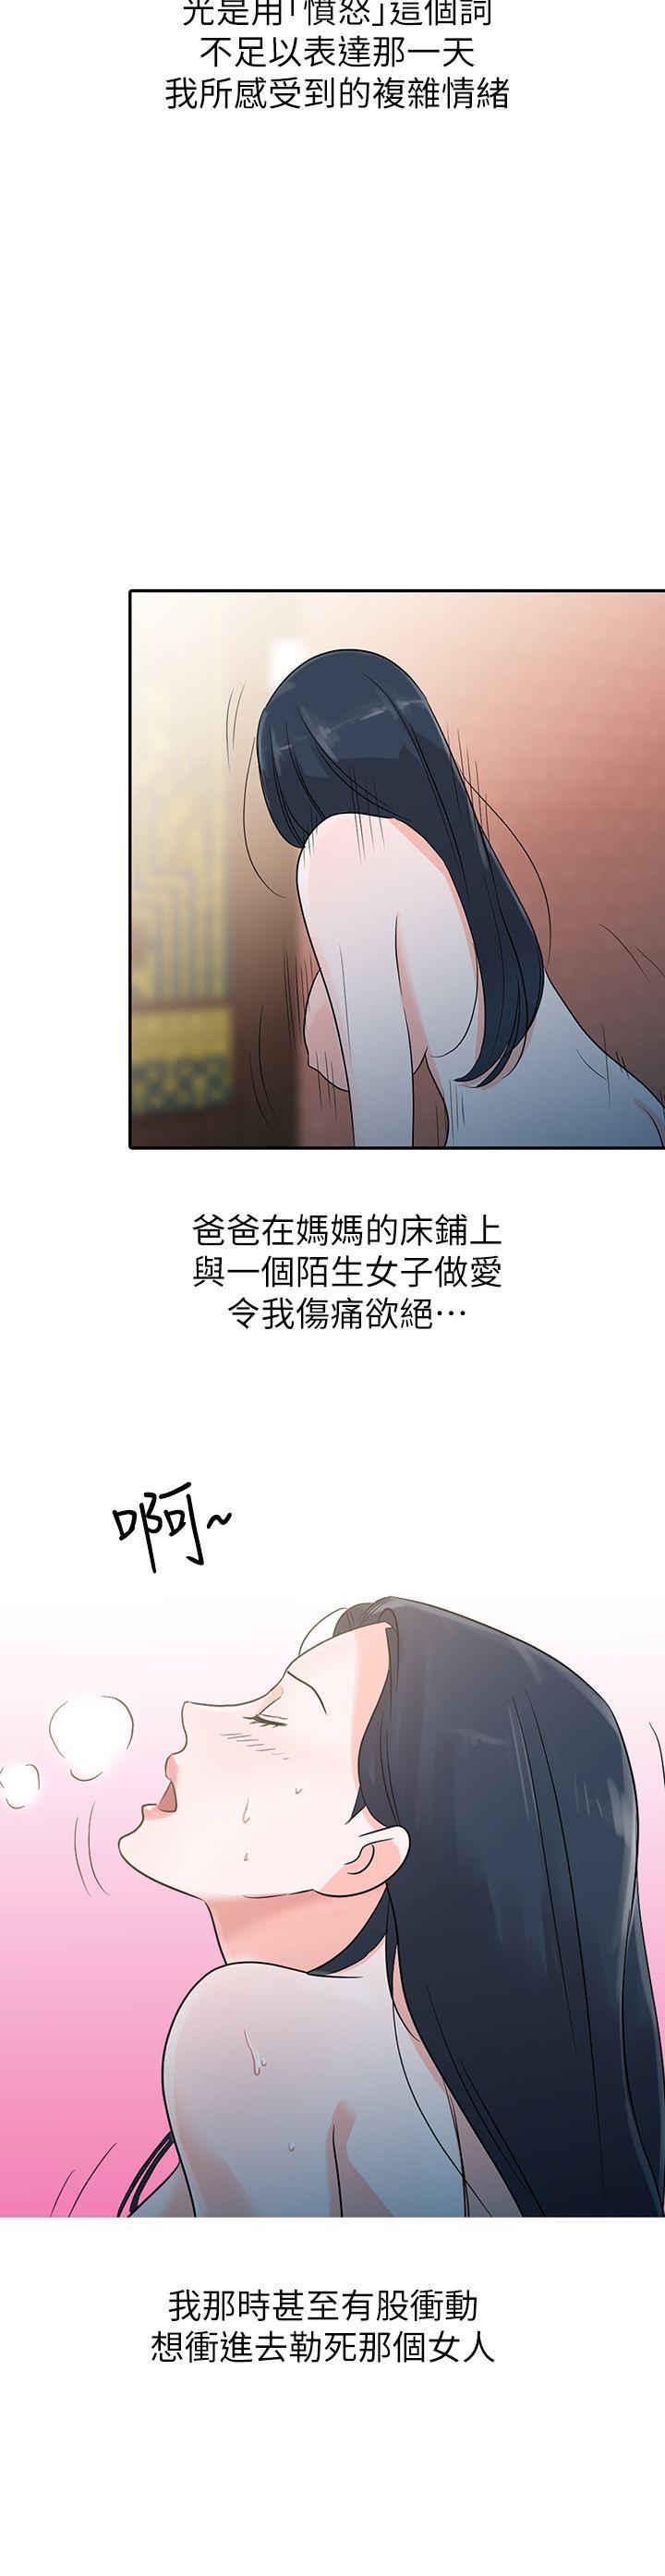 光是用「憤怒」這個詞
不足以表達那一天
我所感受到的複雜情緒
爸爸在媽媽的床鋪上
與一個陌生女子做愛
令我傷痛欲絕…
啊~
我那時甚至有股衝動
想衝進去勒死那個女人